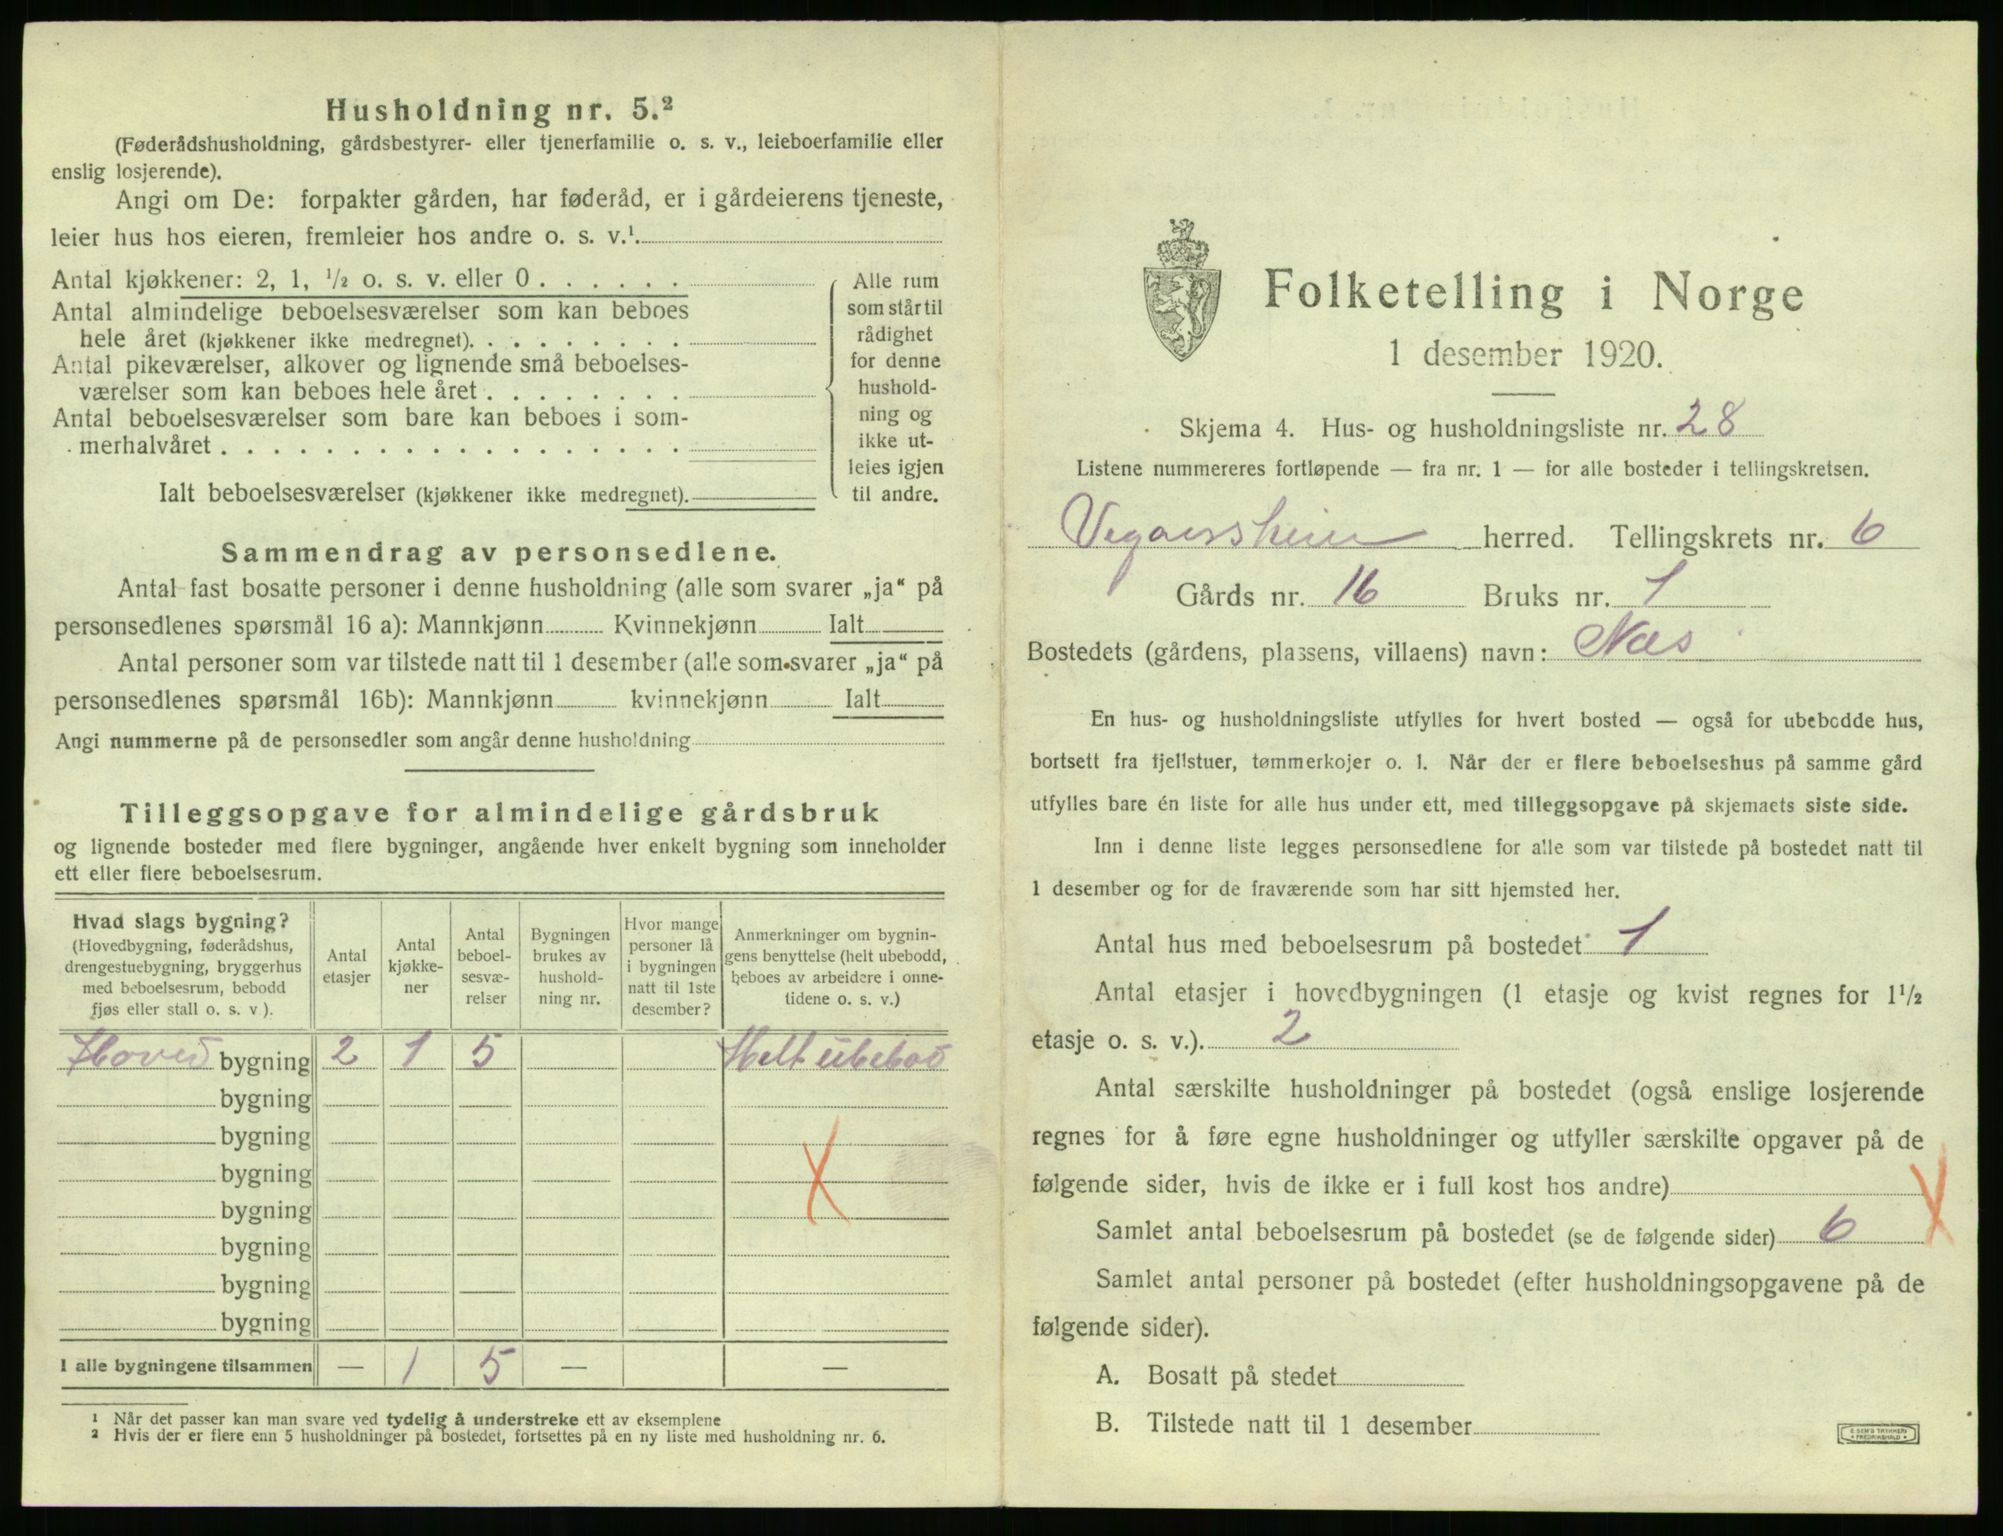 Husholdning nr. 5.²
(Føderådshusholdning, gårdsbestyrer- eller tjenerfamilie o. s. v., leieboerfamilie eller
enslig losjerende).
Angi om De: forpakter gården, har føderåd, er i gårdeierens tjeneste,
leier hus hos eieren, fremleier hos andre o. s. v.¹
Antal kjøkkener: 2, 1, ½ o. s. v. eller 0 . . . . . .
Antal almindelige beboelsesværelser som kan beboes
hele året (kjøkkener ikke medregnet). . . . . . . . .
Antal pikeværelser, alkover og lignende små beboelses-
værelser som kan beboes hele året . . . . . . . .
Antal beboelsesværelser som bare kan beboes i som-
merhalvåret . . . . . . . . . . . . . . . . . .
Ialt beboelsesværelser (kjøkkener ikke medregnet).
Alle rum
som står til
rådighet
for denne
hushold-
ning og
ikke ut-
leies igjen
til andre.
Sammendrag av personsedlene.
Antal fast bosatte personer i denne husholdning (alle som svarer „ja“ på
personsedlenes spørsmål 16 a): Mannkjønn Kvinnekjønn Ialt
Antal personer som var tilstede natt til 1 desember (alle som svarer „ja“ på
personsedlenes spørsmål 16b): Mannkjønn kvinnekjønn Ialt
Angi nummerne på de personsedler som angår denne husholdning
Tilleggsopgave for almindelige gårdsbruk
og lignende bosteder med flere bygninger, angående hver enkelt bygning som inneholder
ett eller flere beboelsesrum.
Hvad slags bygning?
(Hovedbygning, føderådshus,
drengestuebygning, bryggerhus
med beboelsesrum, bebodd
fjøs eller stall o. s. v ).
Antal
etasjer
Antal
kjøkke-
ner
Antal
beboel-
sesvæ-
relser
Bygningen
brukes av
hushold-
ning nr.
Hvor mange
personer lå
i bygningen
natt til 1ste
desember?
Anmerkninger om bygnin-
gens benyttelse (helt ubebodd,
beboes av arbeidere i onne-
tidene o. s. v.)
Hoved bygning 2 1 5 Helt ubebod
bygning
bygning
bygning
bygning
bygning
bygning
bygning
I alle bygningene tilsammen — 1 5 — —
¹ Når det passer kan man svare ved tydelig å understreke ett av eksemplene
² Hvis der er flere enn 5 husholdninger på bostedet, fortsettes på en ny liste med husholdning nr. 6.
Folketelling i Norge
1 desember 1920.
Skjema 4. Hus- og husholdningsliste nr. 28
Listene nummereres fortløpende — fra nr. 1 — for alle bosteder i tellingskretsen.
Vegaarsheien herred. Tellingskrets nr. 6
Gårds nr. 16 Bruks nr. 1
Bostedets (gårdens, plassens, villaens) navn: Næs
En hus- og husholdningsliste utfylles for hvert bosted — også for ubebodde hus,
bortsett fra fjellstuer, tømmerkojer o. l. Når der er flere beboelseshus på samme gård
utfylles bare én liste for alle hus under ett, med tilleggsopgave på skjemaets siste side.
Inn i denne liste legges personsedlene for alle som var tilstede på bostedet natt til
1 desember og for de fraværende som har sitt hjemsted her.
Antal hus med beboelsesrum på bostedet 1
Antal etasjer i hovedbygningen (1 etasje og kvist regnes for 1½
etasje o. s. v.). 2
Antal særskilte husholdninger på bostedet (også enslige losjerende
regnes for å føre egne husholdninger og utfyller særskilte opgaver på de
følgende sider, hvis de ikke er i full kost hos andre)
Samlet antal beboelsesrum på bostedet (se de følgende sider) 6
Samlet antal personer på bostedet (efter husholdningsopgavene på de
følgende sider).
A. Bosatt på stedet
B. Tilstede natt til 1 desember
E. SEM'S TRYKKERI
FREDRIKSHALD